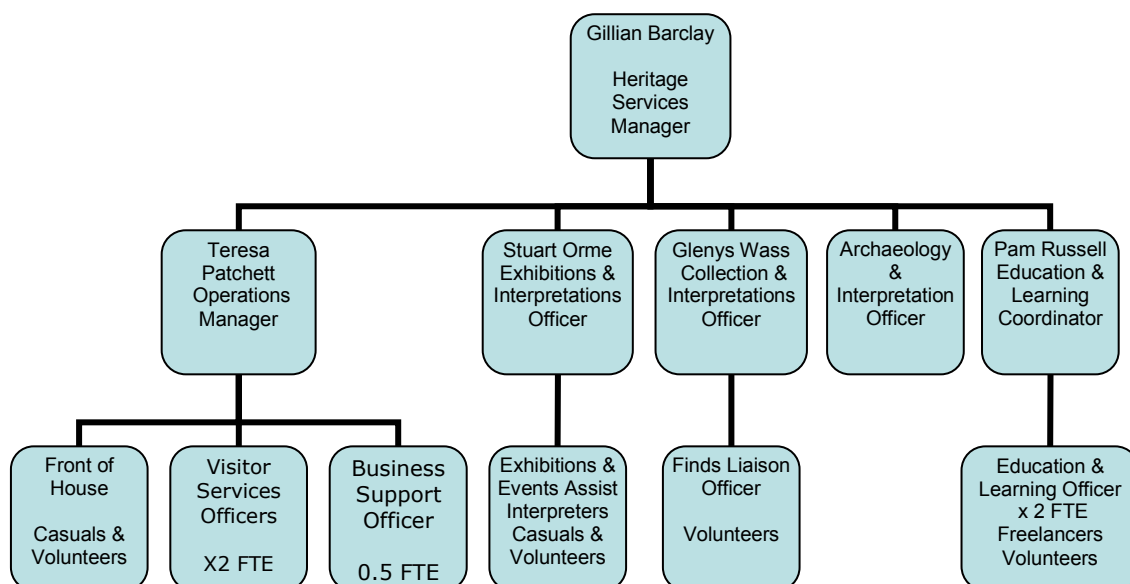 Gillian Barclay
Heritage
Services
Manager
Teresa
Patchett
Operations
Manager
Stuart Orme
Exhibitions &
Interpretations
Officer
Glenys Wass
Collection &
Interpretations
Officer
Archaeology
&
Interpretation
Officer
Pam Russell
Education &
Learning
Coordinator
Front of
House
Casuals &
Volunteers
Visitor
Services
Officers
X2 FTE
Business
Support
Officer
0.5 FTE
Exhibitions &
Events Assist
Interpreters
Casuals &
Volunteers
Finds Liaison
Officer
Volunteers
Education &
Learning Officer
x 2 FTE
Freelancers
Volunteers